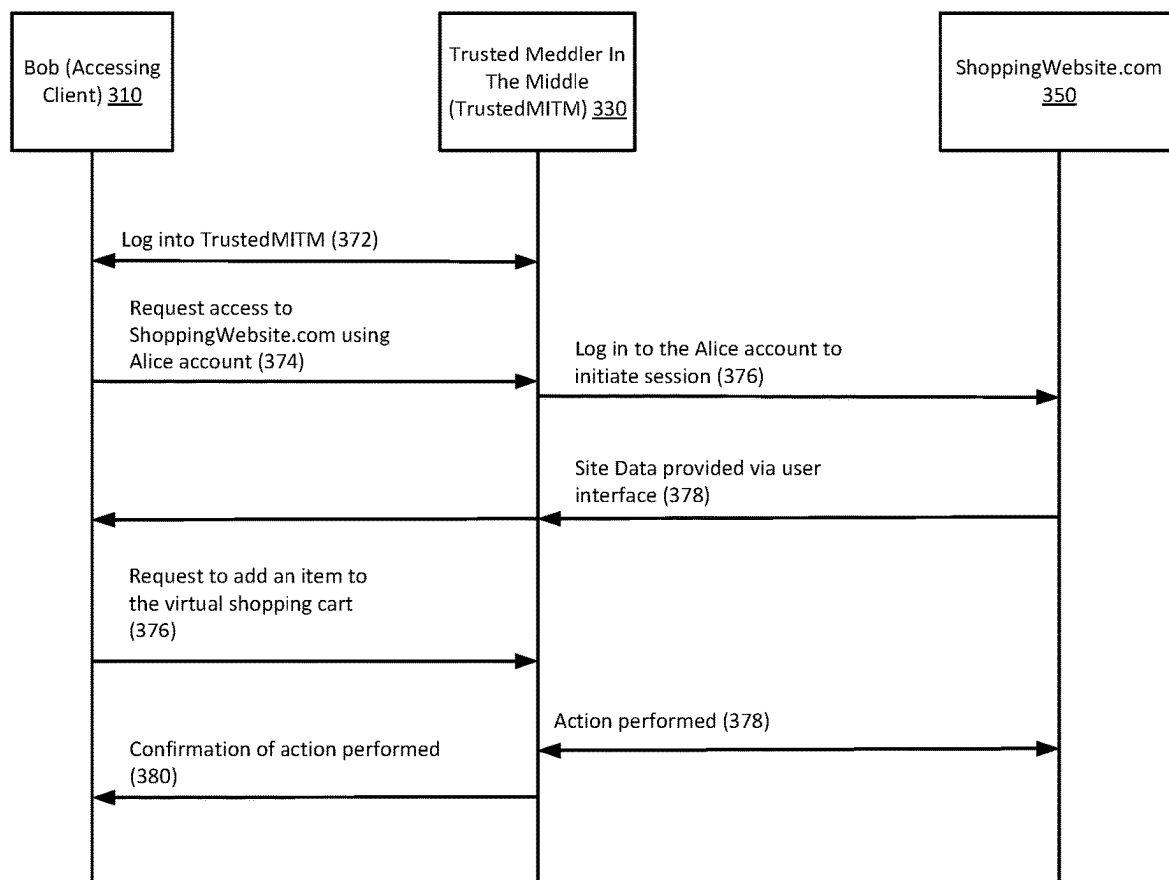 Bob (Accessing
Client) 310
Trusted Meddler In
The Middle
(TrustedMITM) 330
ShoppingWebsite.com
350
Log into TrustedMITM (372)
Request access to
ShoppingWebsite.com using
Alice account (374)
Log in to the Alice account to
initiate session (376)
Site Data provided via user
interface (378)
Request to add an item to
the virtual shopping cart
(376)
Action performed (378)
Confirmation of action performed
(380)